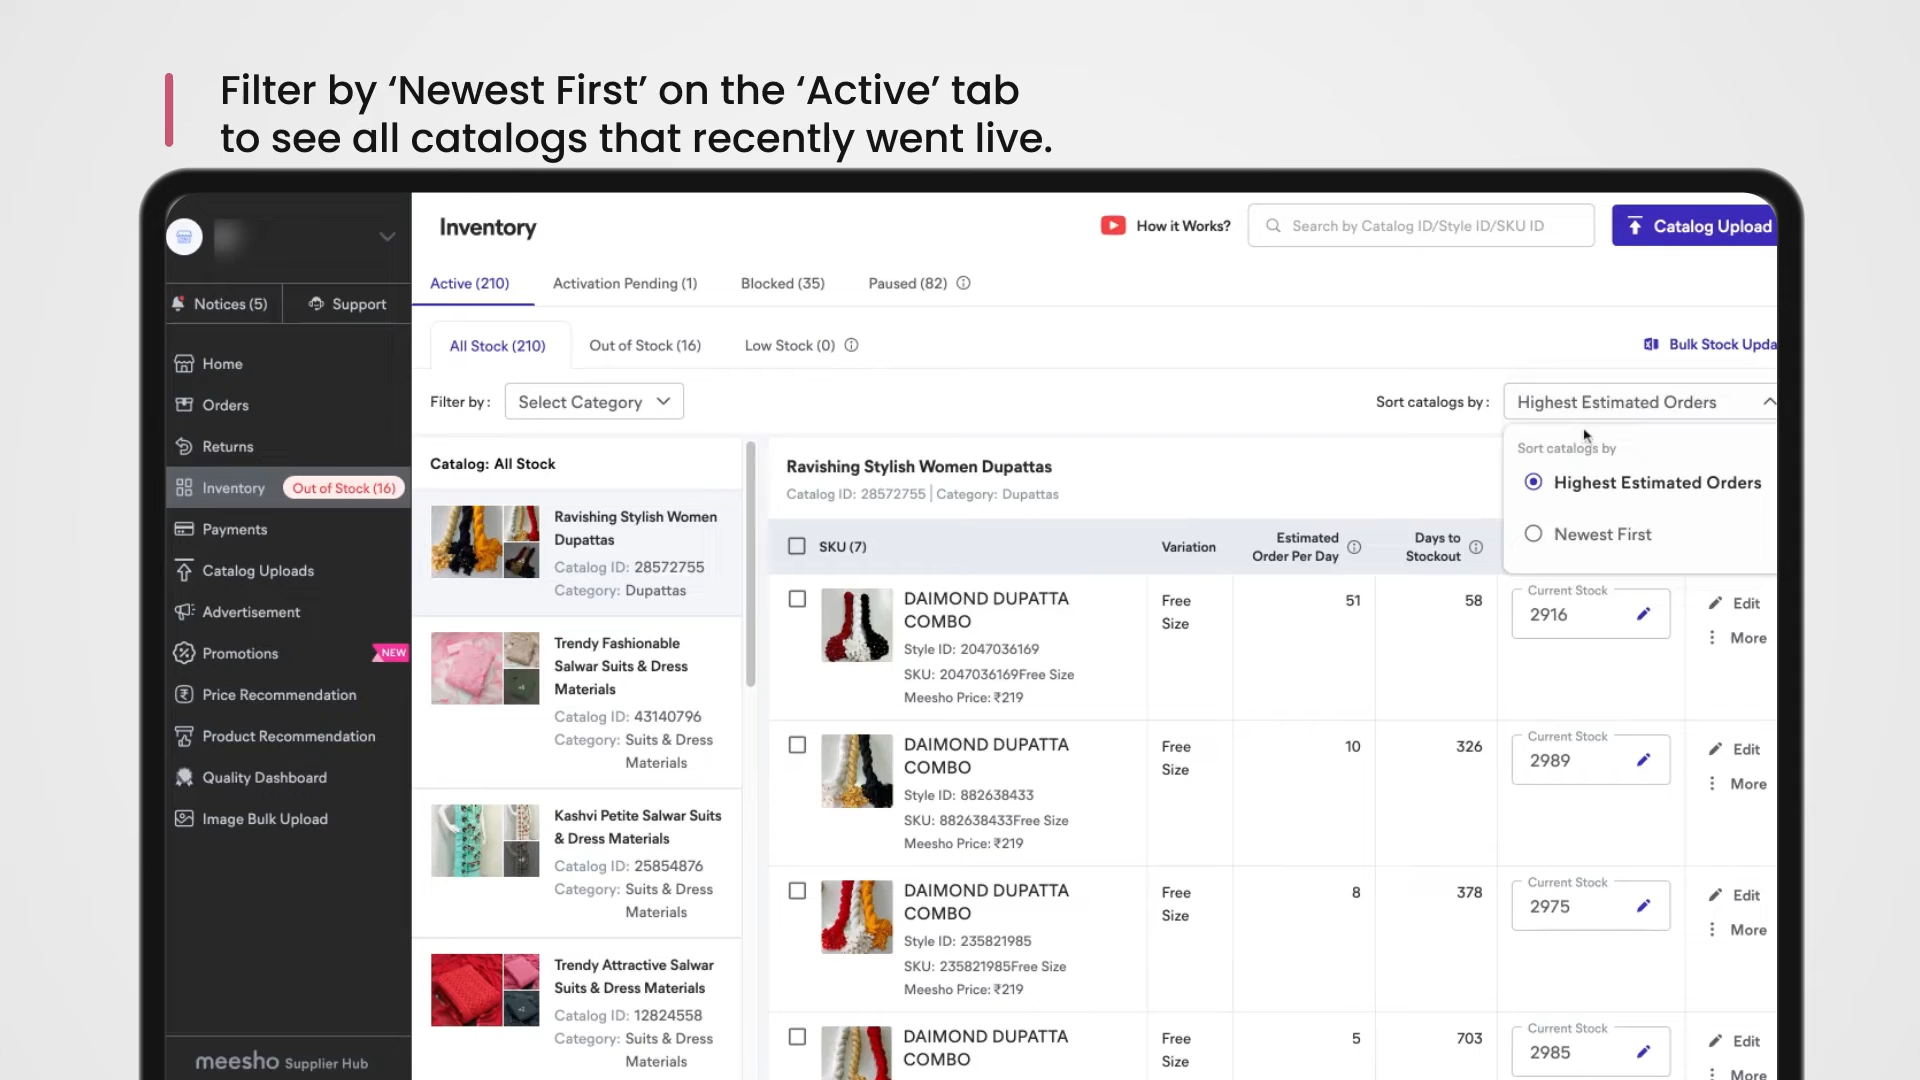 Filter by ‘Newest First’ on the ‘Active’ tab
to see all catalogs that recently went live.
Inventory
How it Works?
Search by Catalog ID/Style ID/SKU ID
Catalog Upload
Active (210)
Activation Pending (1)
Blocked (35)
Paused (82)
Notices (5)
Support
All Stock (210)
Out of Stock (16)
Low Stock (0)
Bulk Stock Upda
Home
Orders
Returns
Inventory
Out of Stock (16)
Payments
Catalog Uploads
Advertisement
Promotions
NEW
Price Recommendation
Product Recommendation
Quality Dashboard
Image Bulk Upload
meesho Supplier Hub
Filter by :
Select Category
Sort catalogs by :
Highest Estimated Orders
Sort catalogs by
Highest Estimated Orders
Newest First
Catalog: All Stock
Ravishing Stylish Women
Dupattas
Catalog ID: 28572755
Category: Dupattas
Trendy Fashionable
Salwar Suits & Dress
Materials
Catalog ID: 43140796
Category: Suits & Dress
Materials
Kashvi Petite Salwar Suits
& Dress Materials
Catalog ID: 25854876
Category: Suits & Dress
Materials
Trendy Attractive Salwar
Suits & Dress Materials
Catalog ID: 12824558
Category: Suits & Dress
Materials
Ravishing Stylish Women Dupattas
Catalog ID: 28572755 | Category: Dupattas
SKU (7)
Variation
Estimated
Order Per Day
Days to
Stockout
DAIMOND DUPATTA
COMBO
Style ID: 2047036169
SKU: 2047036169Free Size
Meesho Price: ₹219
Free
Size
51
58
Current Stock
2916
Edit
More
DAIMOND DUPATTA
COMBO
Style ID: 882638433
SKU: 882638433Free Size
Meesho Price: ₹219
Free
Size
10
326
Current Stock
2989
Edit
More
DAIMOND DUPATTA
COMBO
Style ID: 235821985
SKU: 235821985Free Size
Meesho Price: ₹219
Free
Size
8
378
Current Stock
2975
Edit
More
DAIMOND DUPATTA
COMBO
Free
Size
5
703
Current Stock
2985
Edit
More